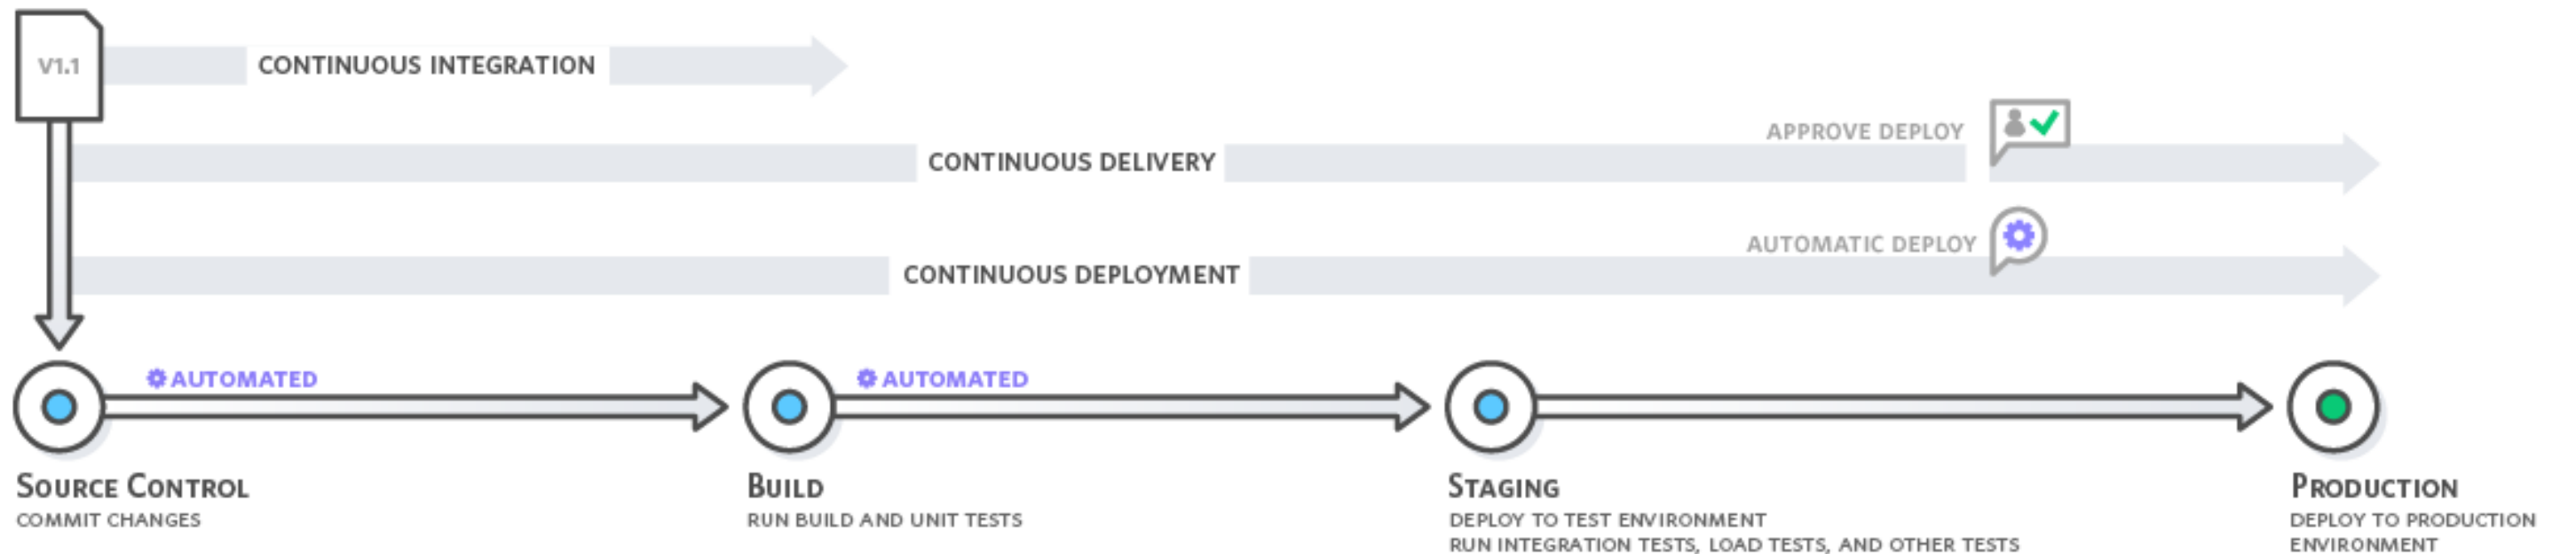 V1.1
CONTINUOUS INTEGRATION
APPROVE DEPLOY
CONTINUOUS DELIVERY
AUTOMATIC DEPLOY
CONTINUOUS DEPLOYMENT
AUTOMATED
AUTOMATED
SOURCE CONTROL
COMMIT CHANGES
BUILD
RUN BUILD AND UNIT TESTS
STAGING
DEPLOY TO TEST ENVIRONMENT
RUN INTEGRATION TESTS, LOAD TESTS, AND OTHER TESTS
PRODUCTION
DEPLOY TO PRODUCTION
ENVIRONMENT